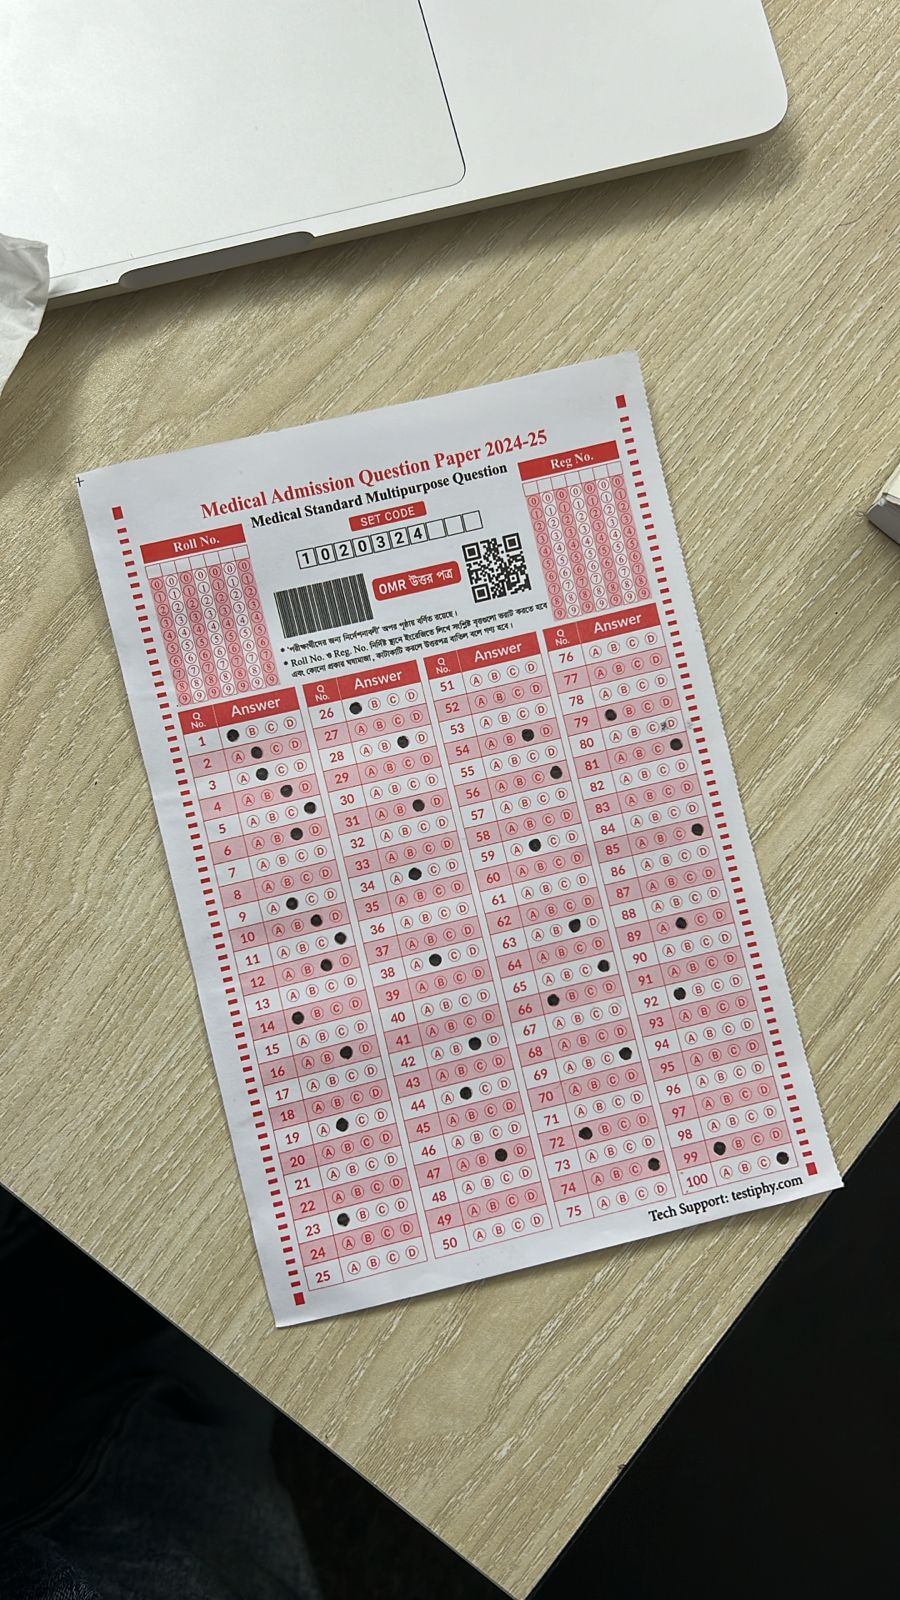 Medical Admission Question Paper 2024-25
Medical Standard Multipurpose Question
SET CODE
1020324
Roll No.
Reg No.
OMR উত্তর পত্র
* 'পরীক্ষার্থীদের জন্য নির্দেশনাবলী' অপর পৃষ্ঠায় বর্ণিত রয়েছে।
* Roll No. ও Reg. No. নির্দিষ্ট স্থানে ইংরেজিতে লিখে সংশ্লিষ্ট বৃত্তগুলো ভরাট করতে হবে
এবং কোনো প্রকার ঘষামাজা, কাটাকাটি করলে উত্তরপত্র বাতিল বলে গণ্য হবে।
Q No. Answer
1 B C D
2 A C D
3 A C D
4 A B D
5 A B C
6 A B D
7 A B C D
8 A B C D
9 A C D
10 A B D
11 A B C
12 A B D
13 A B C D
14 B C D
15 A B C D
16 A B D
17 A B C D
18 A B C D
19 A C D
20 A B C D
21 A B C D
22 A B C D
23 B C D
24 A B C D
25 A B C D
Q No. Answer
26 B C D
27 A B C D
28 A B D
29 A B C D
30 A B C D
31 A B D
32 A B C D
33 A B C D
34 A C D
35 A B C D
36 A B C D
37 A B C D
38 A C D
39 A B C D
40 A B C D
41 A B C D
42 A B D
43 A B C D
44 A C D
45 A B C D
46 A B C D
47 A B D
48 A B C D
49 A B C D
50 A B C D
Q No. Answer
51 A B C D
52 A B C D
53 A B C D
54 A B D
55 A B C D
56 A B C
57 A B C D
58 A B C D
59 A C D
60 A B C D
61 A B C D
62 A B C D
63 A B D
64 A B C D
65 A B C
66 B C D
67 A B C D
68 A B C D
69 A B C
70 A B C D
71 A B C D
72 B C D
73 A B C D
74 A B C
75 A B C D
Q No. Answer
76 A B C D
77 A B C D
78 A B C D
79 B C D
80 A B C D
81 A B C
82 A B C D
83 A B C D
84 A B C D
85 A B C
86 A B C D
87 A B C D
88 A B C D
89 A C D
90 A B C D
91 A B C D
92 B C D
93 A B C D
94 A B C D
95 A B C D
96 A B C D
97 A B C D
98 A B C D
99 B C D
100 A B C
Tech Support: testiphy.com